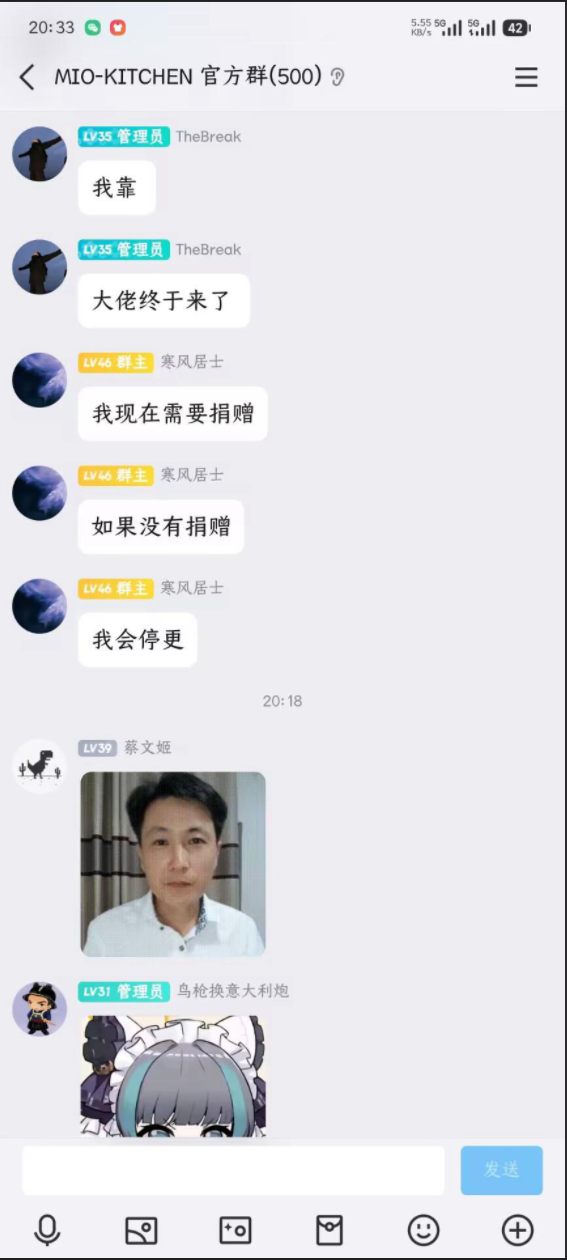 20:33
5.55 KB/s 5G 5G 42
MIO-KITCHEN 官方群(500)
LV35 管理员 TheBreak
我靠
LV35 管理员 TheBreak
大佬终于来了
LV46 群主 寒风居士
我现在需要捐赠
LV46 群主 寒风居士
如果没有捐赠
LV46 群主 寒风居士
我会停更
20:18
LV39 蔡文姬
LV31 管理员 鸟枪换意大利炮
发送